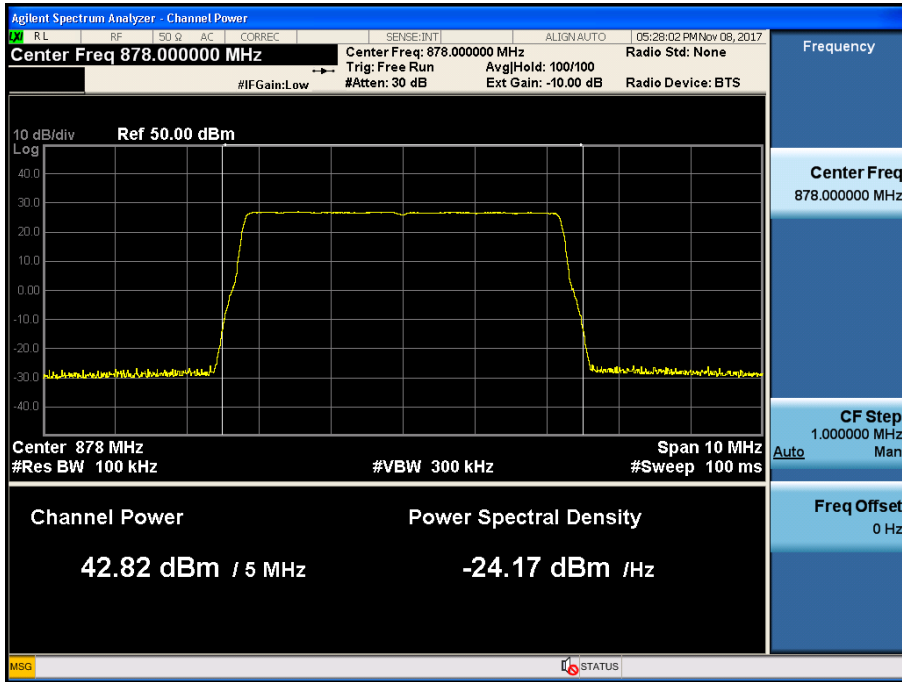 Agilent Spectrum Analyzer - Channel Power
LXI RL RF 50 Ω AC CORREC SENSE:INT ALIGNAUTO 05:28:02 PM Nov 08, 2017
Center Freq 878.000000 MHz
Center Freq: 878.000000 MHz Radio Std: None
Trig: Free Run Avg|Hold: 100/100
#IFGain:Low #Atten: 30 dB Ext Gain: -10.00 dB Radio Device: BTS
10 dB/div Ref 50.00 dBm
Log
40.0
30.0
20.0
10.0
0.00
-10.0
-20.0
-30.0
-40.0
Center 878 MHz Span 10 MHz
#Res BW 100 kHz #VBW 300 kHz #Sweep 100 ms
Channel Power Power Spectral Density
42.82 dBm / 5 MHz -24.17 dBm /Hz
Frequency
Center Freq
878.000000 MHz
CF Step
1.000000 MHz
Auto Man
Freq Offset
0 Hz
MSG STATUS